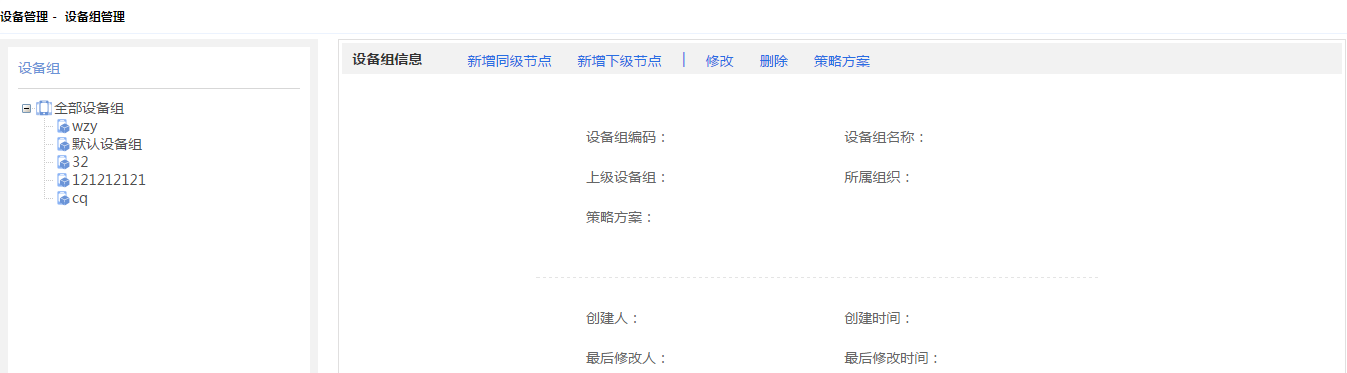 设备管理 - 设备组管理
设备组
全部设备组
wzy
默认设备组
32
121212121
cq
设备组信息 新增同级节点 新增下级节点 | 修改 删除 策略方案
设备组编码： 设备组名称：
上级设备组： 所属组织：
策略方案：
创建人： 创建时间：
最后修改人： 最后修改时间：